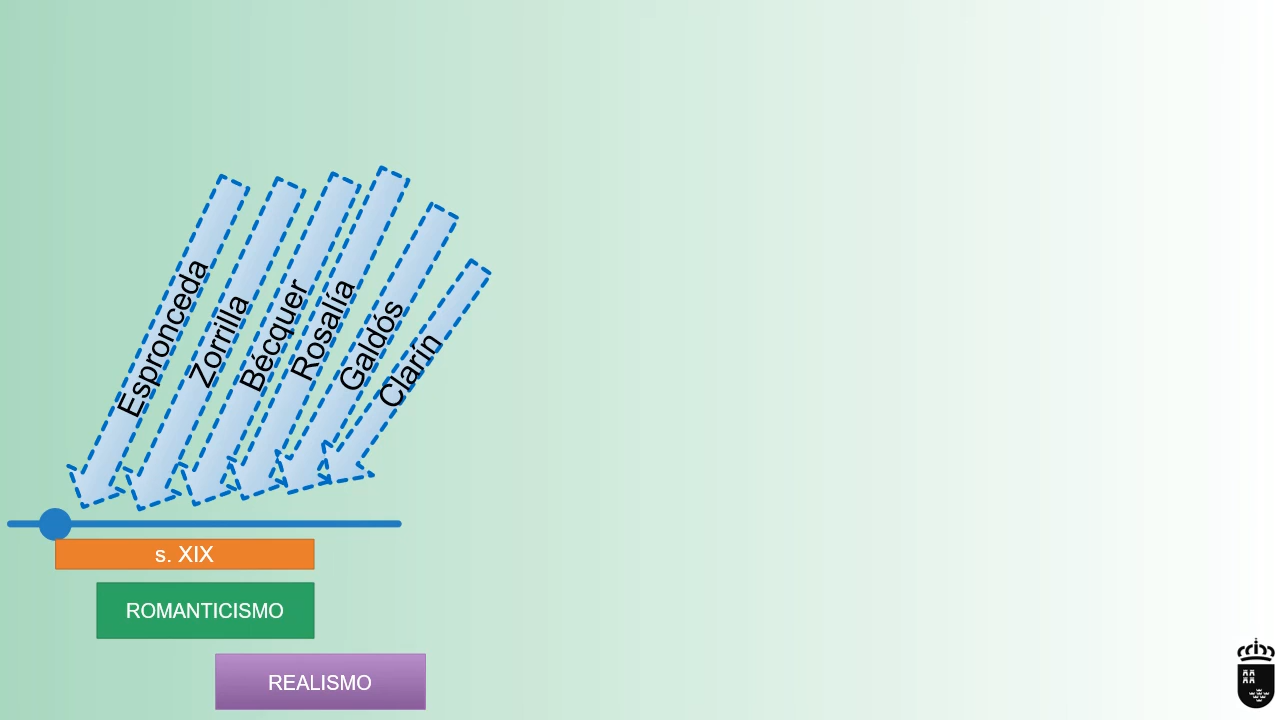 Espronceda
Zorrilla
Bécquer
Rosalía
Galdós
Clarín
s. XIX
ROMANTICISMO
REALISMO